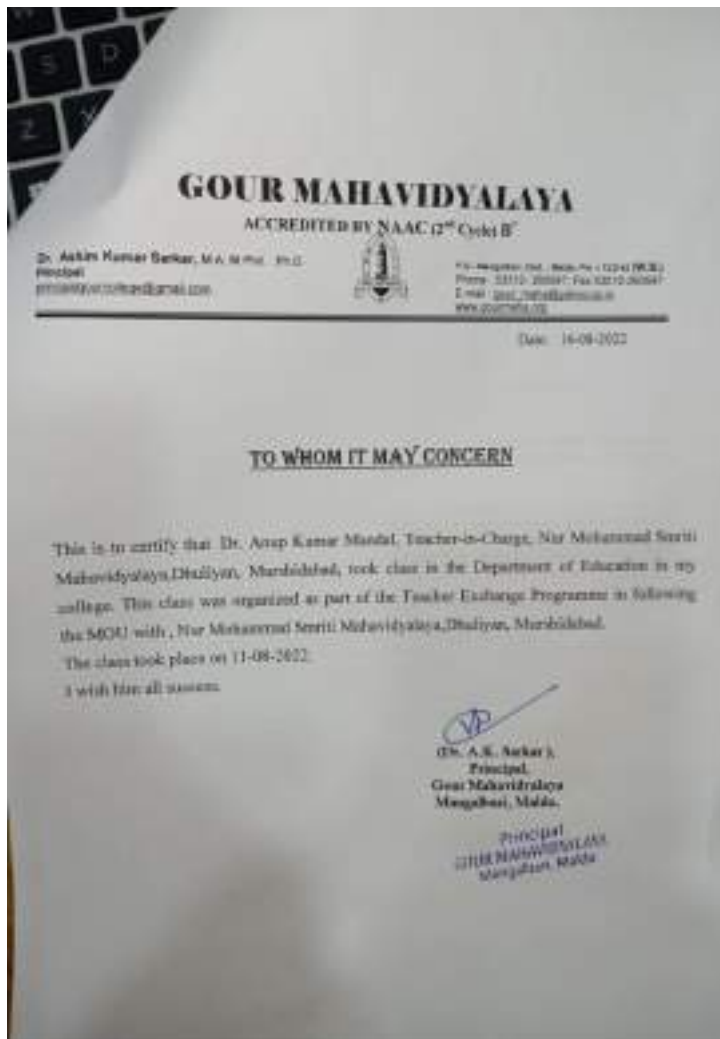 S D
Z X
GOUR MAHAVIDYALAYA
ACCREDITED BY NAAC (2nd Cycle) B+
Dr. Ashim Kumar Sarkar, M.A. M.Phil. Ph.D.
Principal
Phone
E-mail
Date: 16-08-2022
TO WHOM IT MAY CONCERN
This is to certify that Dr. Anup Kumar Mandal, Teacher-in-Charge, Nur Mohammad Smriti
Mahavidyalaya,Dhuliyan, Murshidabad, took class in the Department of Education in my
college. This class was organized as part of the Teacher Exchange Programme in following
the MOU with , Nur Mohammad Smriti Mahavidyalaya,Dhuliyan, Murshidabad.
The class took place on 11-08-2022.
I wish him all success.
(Dr. A.K. Sarkar),
Principal,
Gour Mahavidyalaya
Mangalbari, Malda.
Principal
GOUR MAHAVIDYALAYA
Mangalbari, Malda